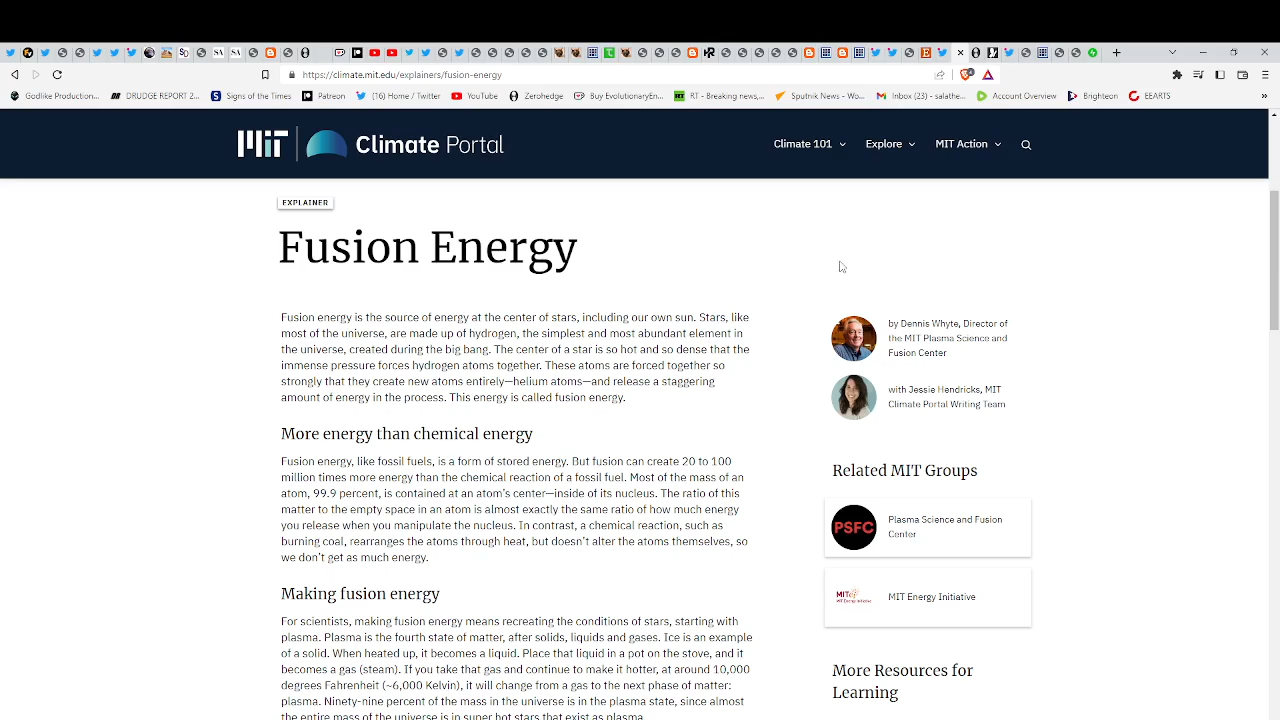 https://climate.mit.edu/explainers/fusion-energy
Godlike Production...
DRUDGE REPORT 2...
Signs of the Times
Patreon
(16) Home / Twitter
YouTube
Zerohedge
Buy EvolutionaryEn...
RT - Breaking news,...
Sputnik News - Wo...
Inbox (23) - salathe...
Account Overview
Brighteon
EEARTS
MIT
Climate Portal
Climate 101
Explore
MIT Action
EXPLAINER
Fusion Energy
Fusion energy is the source of energy at the center of stars, including our own sun. Stars, like
most of the universe, are made up of hydrogen, the simplest and most abundant element in
the universe, created during the big bang. The center of a star is so hot and so dense that the
immense pressure forces hydrogen atoms together. These atoms are forced together so
strongly that they create new atoms entirely—helium atoms—and release a staggering
amount of energy in the process. This energy is called fusion energy.
More energy than chemical energy
Fusion energy, like fossil fuels, is a form of stored energy. But fusion can create 20 to 100
million times more energy than the chemical reaction of a fossil fuel. Most of the mass of an
atom, 99.9 percent, is contained at an atom's center—inside of its nucleus. The ratio of this
matter to the empty space in an atom is almost exactly the same ratio of how much energy
you release when you manipulate the nucleus. In contrast, a chemical reaction, such as
burning coal, rearranges the atoms through heat, but doesn't alter the atoms themselves, so
we don't get as much energy.
Making fusion energy
For scientists, making fusion energy means recreating the conditions of stars, starting with
plasma. Plasma is the fourth state of matter, after solids, liquids and gases. Ice is an example
of a solid. When heated up, it becomes a liquid. Place that liquid in a pot on the stove, and it
becomes a gas (steam). If you take that gas and continue to make it hotter, at around 10,000
degrees Fahrenheit (~6,000 Kelvin), it will change from a gas to the next phase of matter:
plasma. Ninety-nine percent of the mass in the universe is in the plasma state, since almost
the entire mass of the universe is in super hot stars that exist as plasma.
by Dennis Whyte, Director of
the MIT Plasma Science and
Fusion Center
with Jessie Hendricks, MIT
Climate Portal Writing Team
Related MIT Groups
PSFC
Plasma Science and Fusion
Center
MITei
MIT Energy Initiative
MIT Energy Initiative
More Resources for
Learning